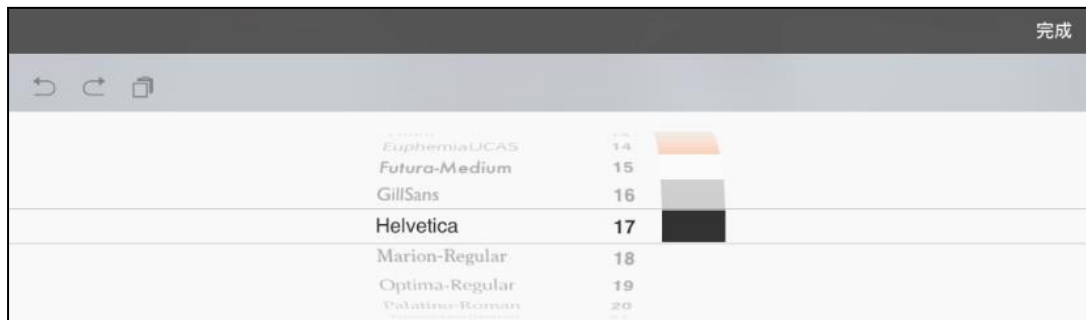 完成
EuphemiaUCAS 14
Futura-Medium 15
GillSans 16
Helvetica 17
Marion-Regular 18
Optima-Regular 19
Palatino-Roman 20